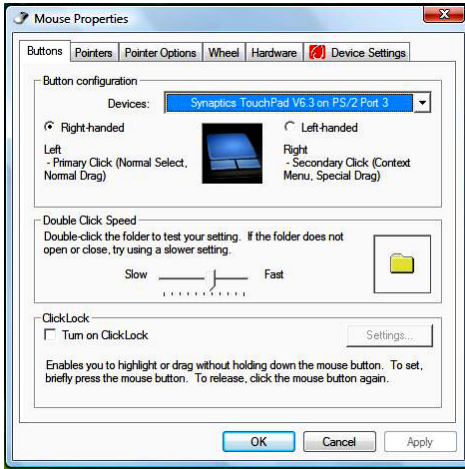 Mouse Properties
Buttons Pointers Pointer Options Wheel Hardware Device Settings
Button configuration
Devices: Synaptics TouchPad V6.3 on PS/2 Port 3
Right-handed
Left
- Primary Click (Normal Select,
Normal Drag)
Left-handed
Right
- Secondary Click (Context
Menu, Special Drag)
Double Click Speed
Double-click the folder to test your setting. If the folder does not
open or close, try using a slower setting.
Slow Fast
ClickLock
Turn on ClickLock
Settings...
Enables you to highlight or drag without holding down the mouse button. To set,
briefly press the mouse button. To release, click the mouse button again.
OK Cancel Apply